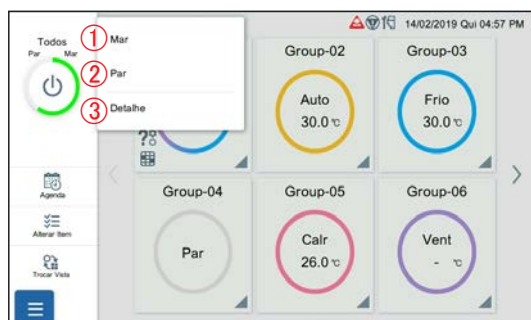 14/02/2019 Qui 04:57 PM
Todos
Par Mar
① Mar
② Par
③ Detalhe
Group-02
Auto
30.0 ℃
Group-03
Frio
30.0 ℃
Agenda
Alterar Item
Trocar Vista
Group-04
Par
Group-05
Calr
26.0 ℃
Group-06
Vent
- ℃